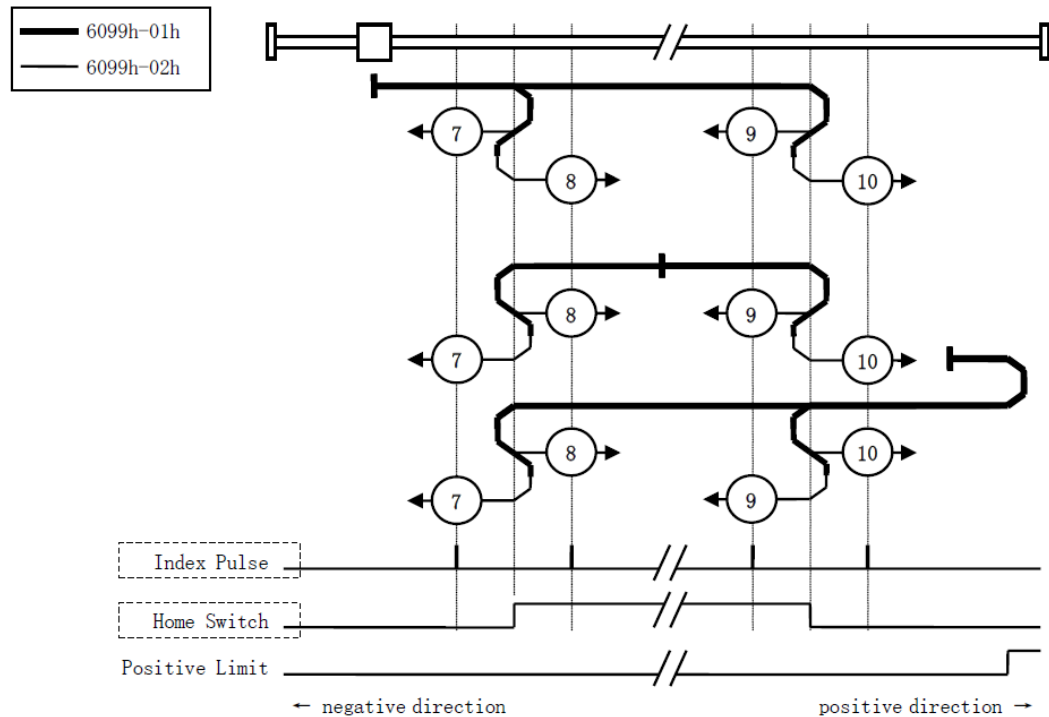 6099h-01h
6099h-02h
7
9
8
10
8
9
7
10
8
10
7
9
Index Pulse
Home Switch
Positive Limit
← negative direction
positive direction →